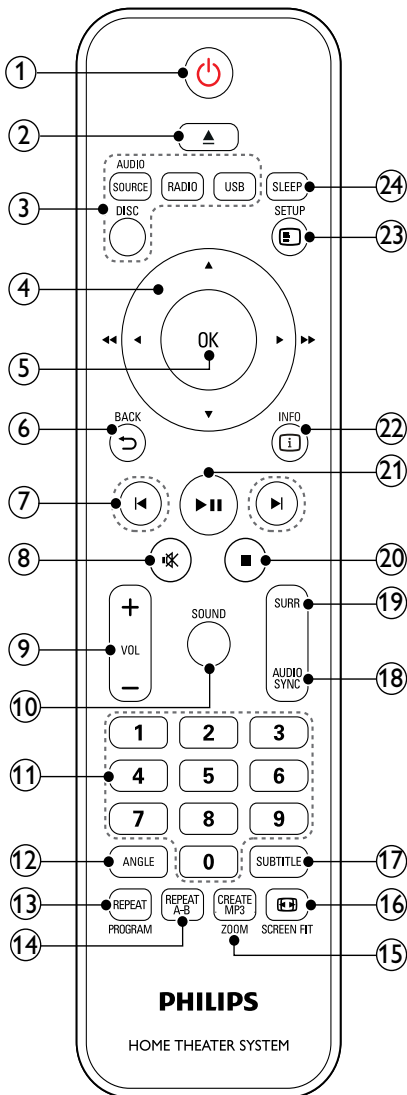 1
2
AUDIO
SOURCE RADIO USB SLEEP 24
3 DISC SETUP 23
4
OK
5
6 BACK INFO 22
21
7
8 20
+ SURR 19
SOUND
9 VOL
AUDIO SYNC 18
−
10
1 2 3
11 4 5 6
7 8 9
12 ANGLE 0 SUBTITLE 17
13 REPEAT REPEAT A-B CREATE MP3 16
PROGRAM 14 ZOOM SCREEN FIT
15
PHILIPS
HOME THEATER SYSTEM